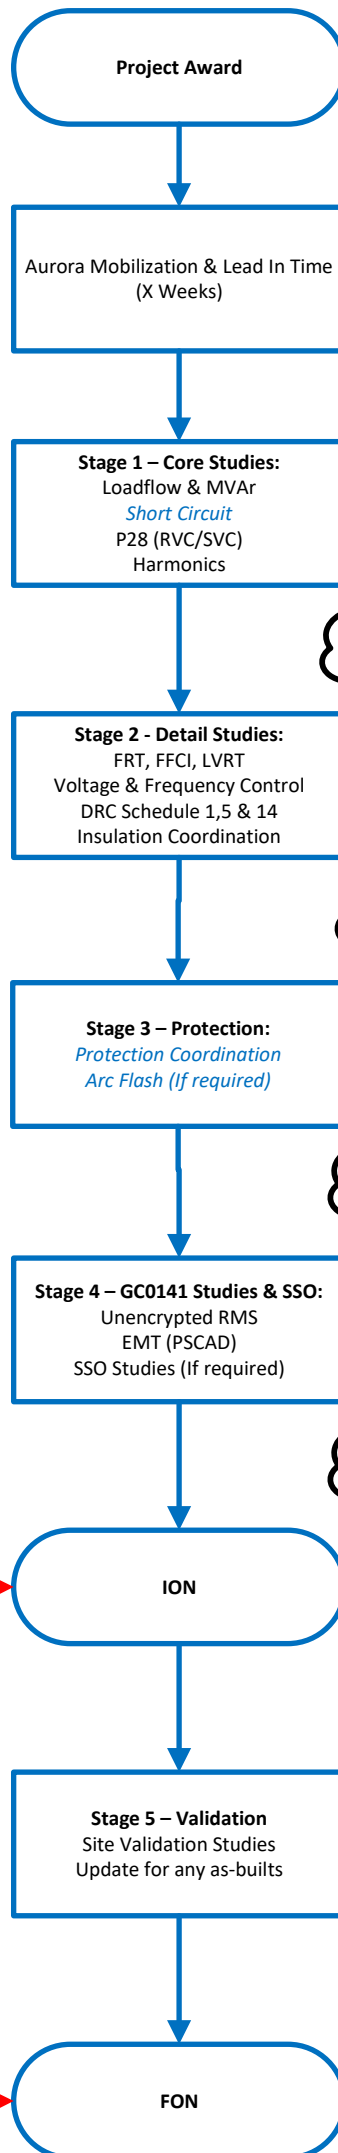 Project Award
Aurora Mobilization & Lead In Time
(X Weeks)
Stage 1 – Core Studies:
Loadflow & MVAr
Short Circuit
P28 (RVC/SVC)
Harmonics
Stage 2 - Detail Studies:
FRT, FFCI, LVRT
Voltage & Frequency Control
DRC Schedule 1,5 & 14
Insulation Coordination
Stage 3 – Protection:
Protection Coordination
Arc Flash (If required)
Stage 4 – GC0141 Studies & SSO:
Unencrypted RMS
EMT (PSCAD)
SSO Studies (If required)
ION
Stage 5 – Validation
Site Validation Studies
Update for any as-builts
FON